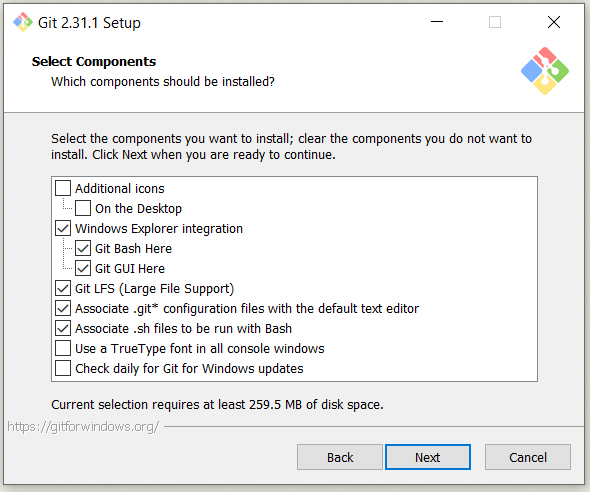 Git 2.31.1 Setup
Select Components
Which components should be installed?
Select the components you want to install; clear the components you do not want to
install. Click Next when you are ready to continue.
Additional icons
On the Desktop
Windows Explorer integration
Git Bash Here
Git GUI Here
Git LFS (Large File Support)
Associate .git* configuration files with the default text editor
Associate .sh files to be run with Bash
Use a TrueType font in all console windows
Check daily for Git for Windows updates
Current selection requires at least 259.5 MB of disk space.
https://gitforwindows.org/
Back
Next
Cancel